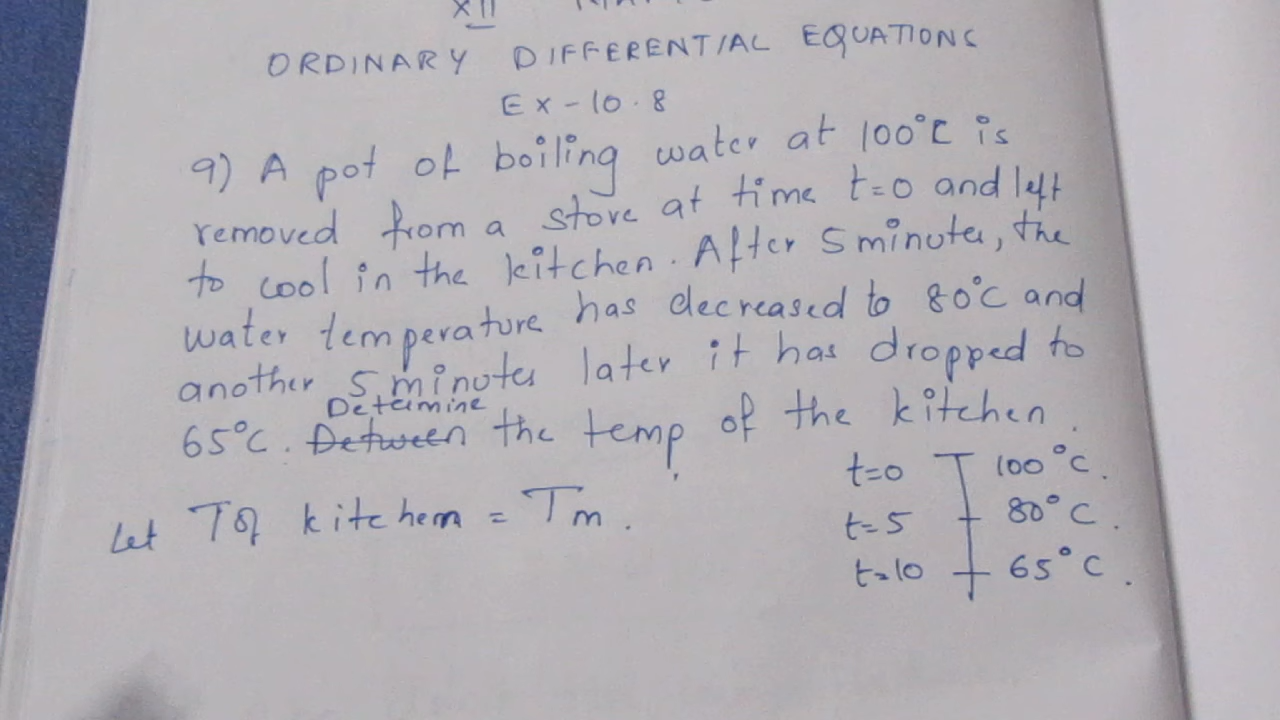 XII
ORDINARY DIFFERENTIAL EQUATIONS
Ex-10.8
9) A pot of boiling water at 100°C is
removed from a stove at time t=0 and left
to cool in the kitchen. After 5 minutes, the
water temperature has decreased to 80°C and
another 5 minutes later it has dropped to
Determine
65°C. Between the temp of the kitchen.
t=0 100°C.
Let T of kitchen = Tm.
t=5 80°C.
t=10 65°C.